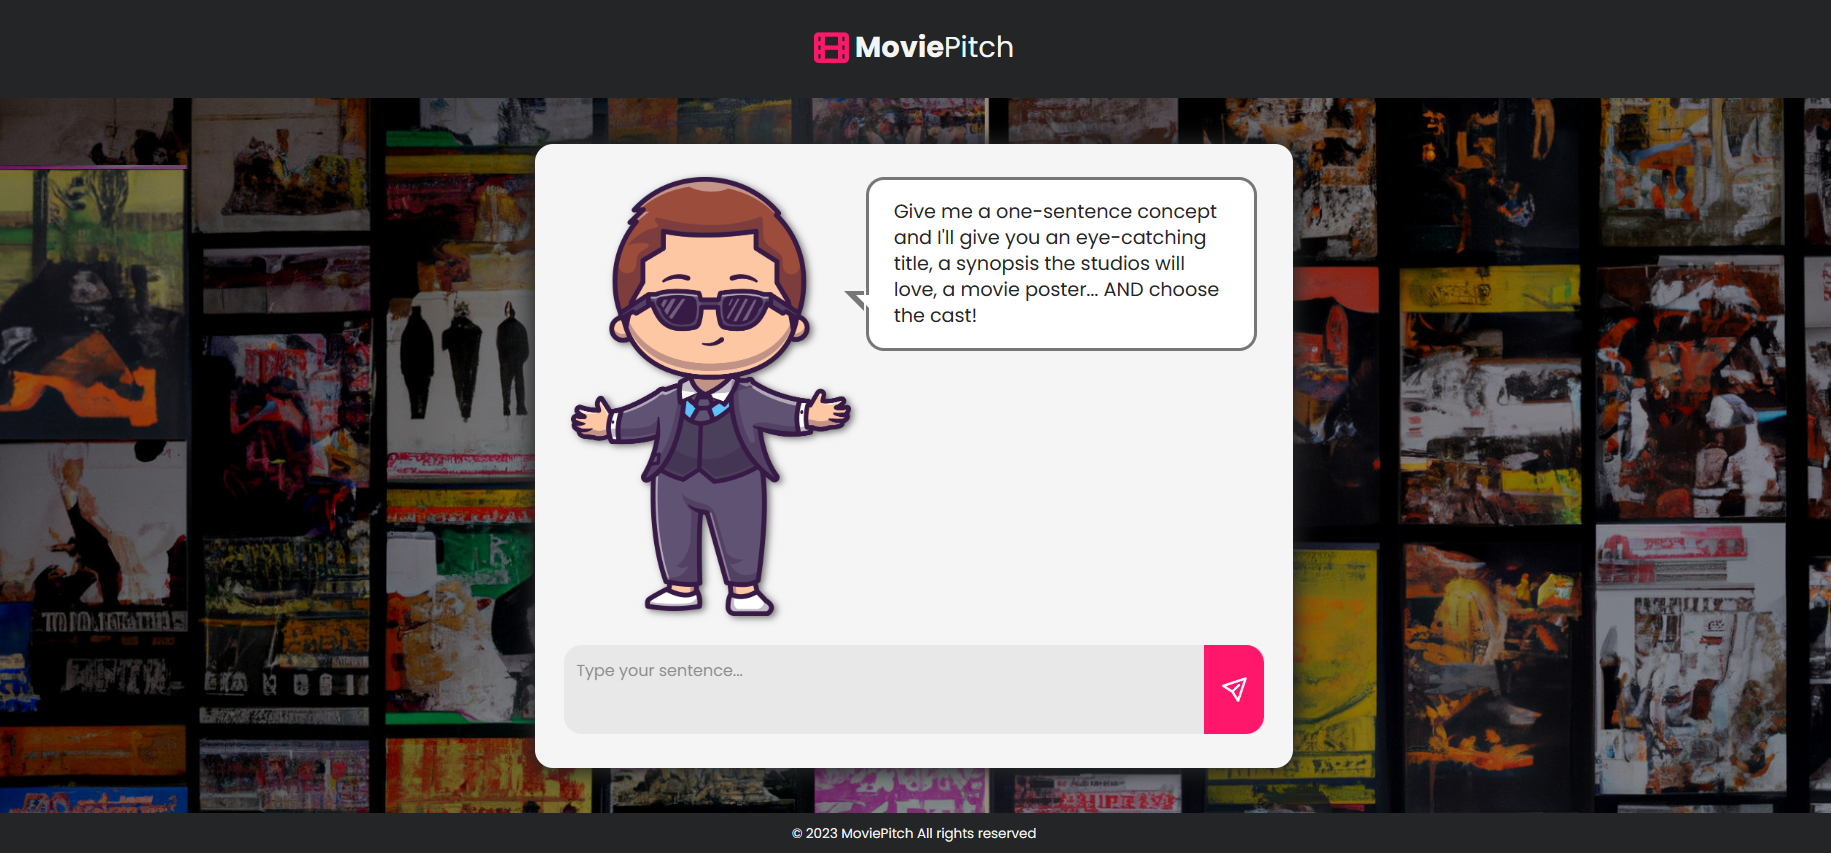 MoviePitch
Give me a one-sentence concept
and I'll give you an eye-catching
title, a synopsis the studios will
love, a movie poster... AND choose
the cast!
Type your sentence...
© 2023 MoviePitch All rights reserved